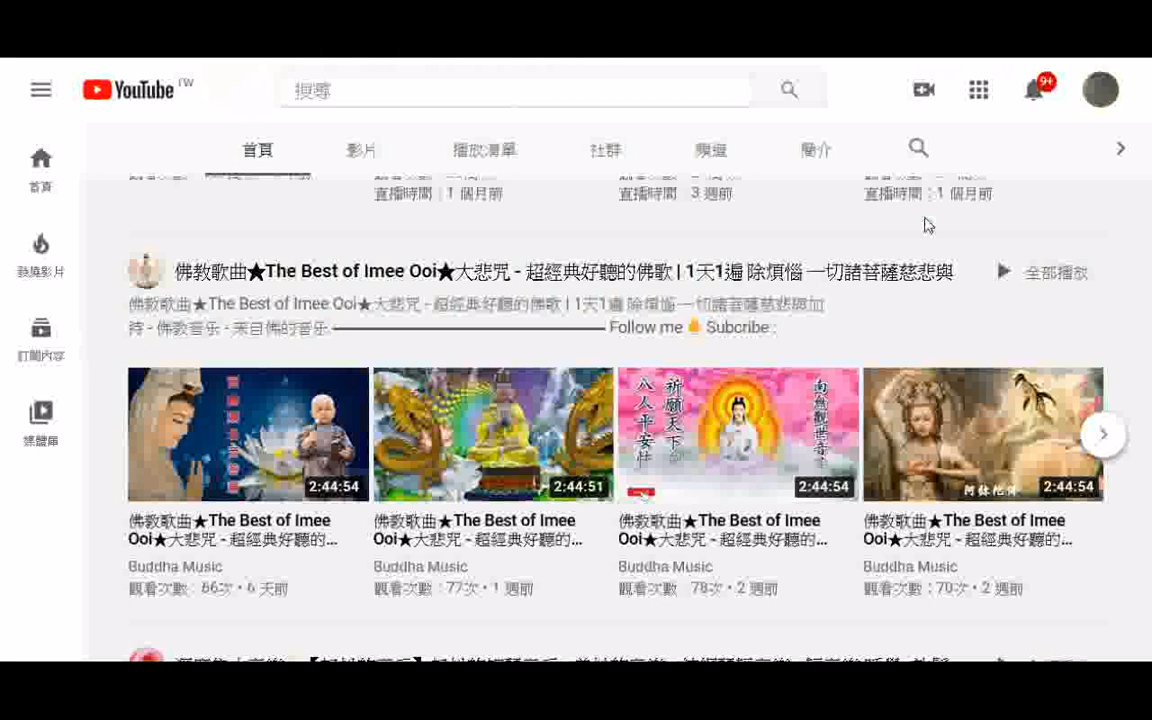 YouTube TW
搜尋
9+
首頁 影片 播放清單 社群 頻道 簡介
首頁
發燒影片
訂閱內容
媒體庫
直播時間：1 個月前
直播時間：3 週前
直播時間：1 個月前
佛教歌曲★The Best of Imee Ooi★大悲咒 - 超經典好聽的佛歌 | 1天1遍 除煩惱 一切諸菩薩慈悲與
全部播放
佛教歌曲★The Best of Imee Ooi★大悲咒 - 超經典好聽的佛歌 | 1天1遍 除煩惱 一切諸菩薩慈悲與加
持 - 佛教音乐 - 来自佛的音乐 ━━━━━━━━━━━━━━━ Follow me 👍 Subcribe :
2:44:54
2:44:51
祈願天下
八人平安壯
南無觀世音
2:44:54
阿弥陀佛
2:44:54
佛教歌曲★The Best of Imee
Ooi★大悲咒 - 超經典好聽的...
Buddha Music
觀看次數：66次 • 6 天前
佛教歌曲★The Best of Imee
Ooi★大悲咒 - 超經典好聽的...
Buddha Music
觀看次數：77次 • 1 週前
佛教歌曲★The Best of Imee
Ooi★大悲咒 - 超經典好聽的...
Buddha Music
觀看次數：78次 • 2 週前
佛教歌曲★The Best of Imee
Ooi★大悲咒 - 超經典好聽的...
Buddha Music
觀看次數：70次 • 2 週前